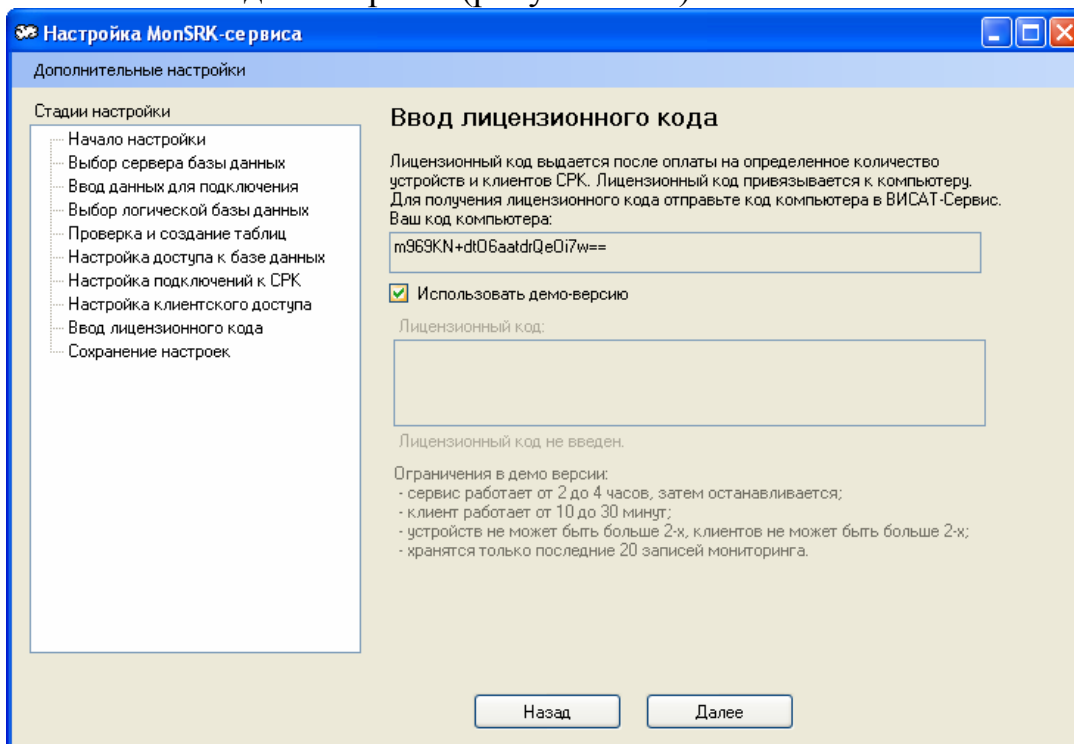 Настройка MonSRK-сервиса
Дополнительные настройки
Стадии настройки
Начало настройки
Выбор сервера базы данных
Ввод данных для подключения
Выбор логической базы данных
Проверка и создание таблиц
Настройка доступа к базе данных
Настройка подключений к СРК
Настройка клиентского доступа
Ввод лицензионного кода
Сохранение настроек
Ввод лицензионного кода
Лицензионный код выдается после оплаты на определенное количество
устройств и клиентов СРК. Лицензионный код привязывается к компьютеру.
Для получения лицензионного кода отправьте код компьютера в ВИСАТ-Сервис.
Ваш код компьютера:
m969KN+dtO6aatdrQeOi7w==
Использовать демо-версию
Лицензионный код:
Лицензионный код не введен.
Ограничения в демо версии:
- сервис работает от 2 до 4 часов, затем останавливается;
- клиент работает от 10 до 30 минут;
- устройств не может быть больше 2-х, клиентов не может быть больше 2-х;
- хранятся только последние 20 записей мониторинга.
Назад
Далее